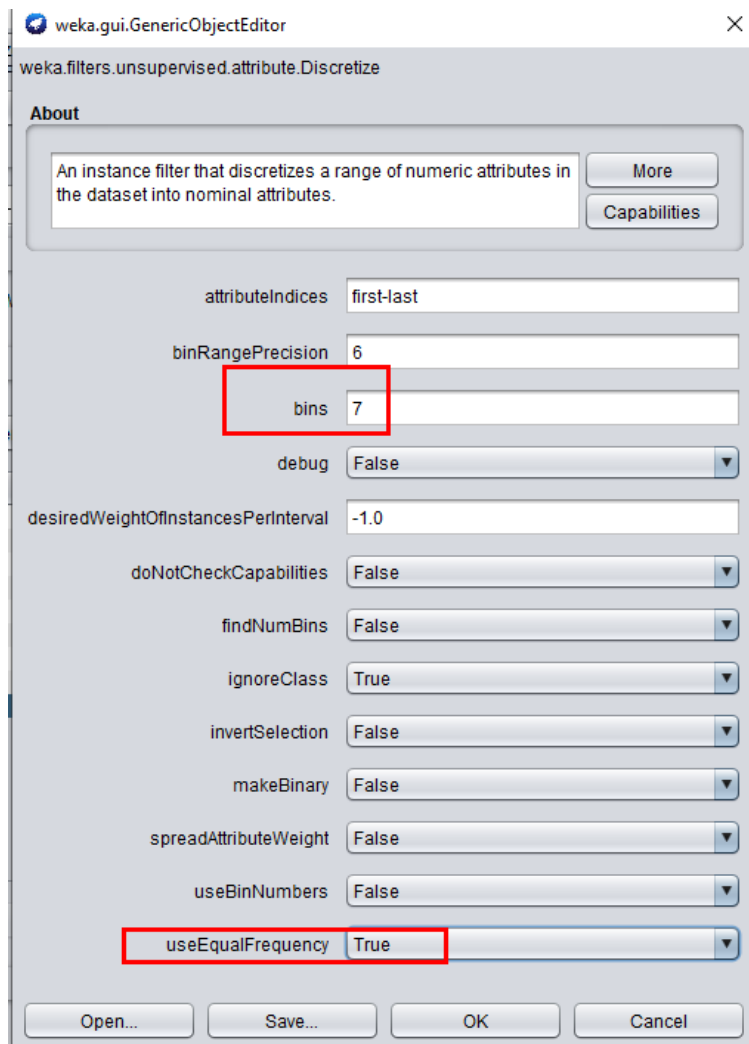 weka.gui.GenericObjectEditor
weka.filters.unsupervised.attribute.Discretize
About
An instance filter that discretizes a range of numeric attributes in
the dataset into nominal attributes.
More
Capabilities
attributeIndices first-last
binRangePrecision 6
bins 7
debug False
desiredWeightOfInstancesPerInterval -1.0
doNotCheckCapabilities False
findNumBins False
ignoreClass True
invertSelection False
makeBinary False
spreadAttributeWeight False
useBinNumbers False
useEqualFrequency True
Open... Save... OK Cancel